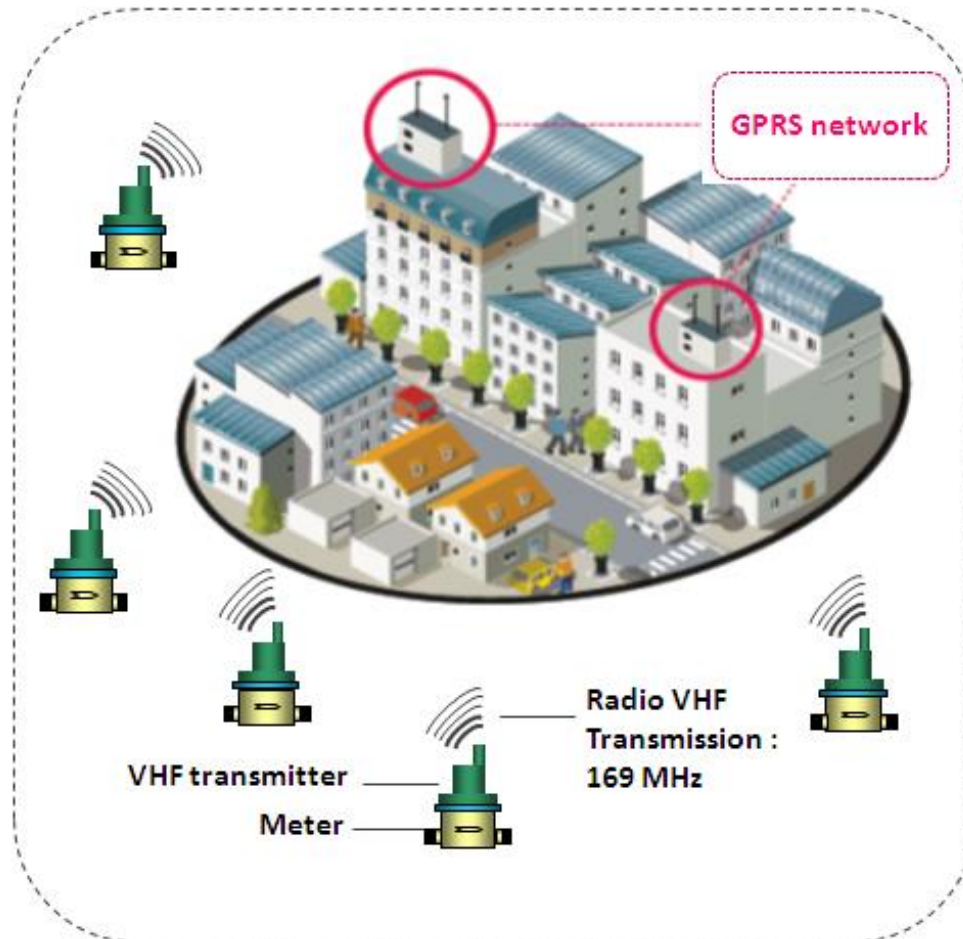 GPRS network
Radio VHF
Transmission :
169 MHz
VHF transmitter
Meter